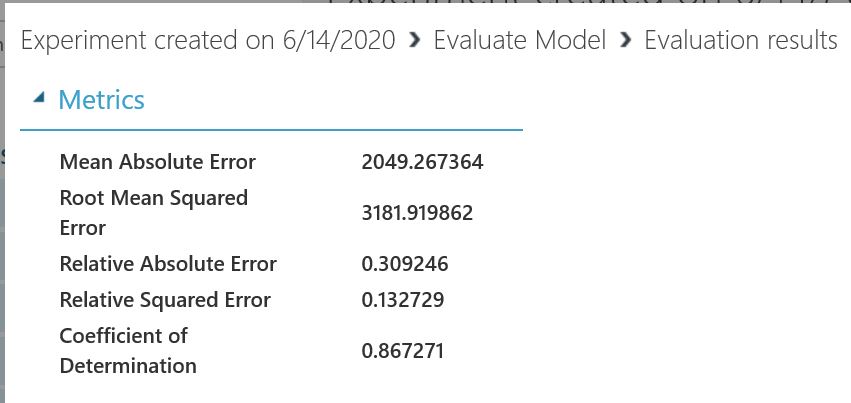 Experiment created on 6/14/2020 › Evaluate Model › Evaluation results
Metrics
Mean Absolute Error 2049.267364
Root Mean Squared
Error 3181.919862
Relative Absolute Error 0.309246
Relative Squared Error 0.132729
Coefficient of
Determination 0.867271